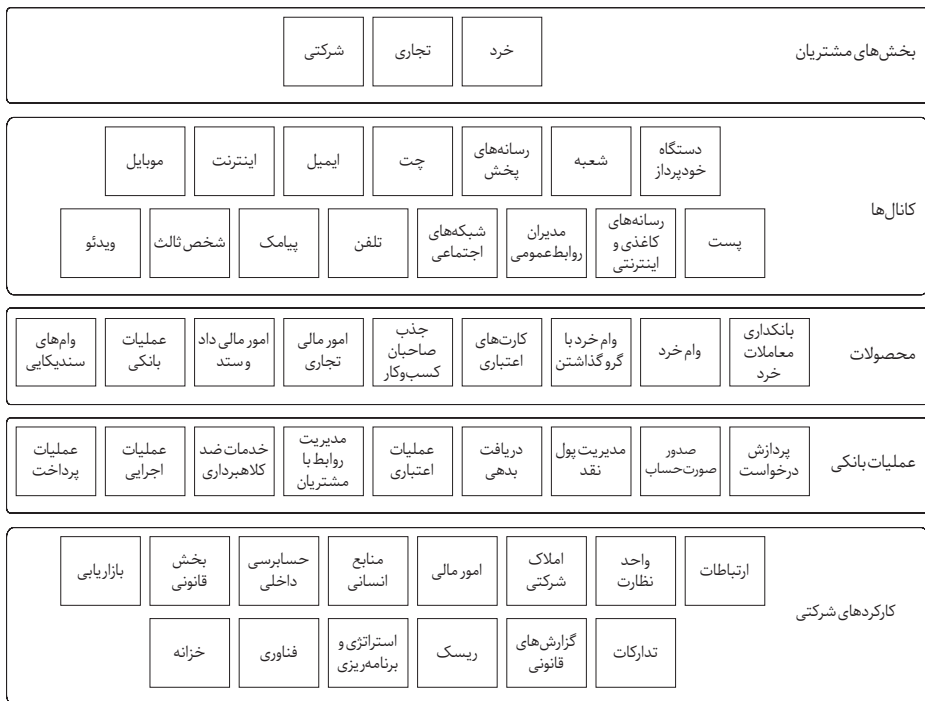 بخش‌های مشتریان
خرد
تجاری
شرکتی
کانال‌ها
دستگاه
خودپرداز
شعبه
رسانه‌های
پخش
چت
ایمیل
اینترنت
موبایل
پست
رسانه‌های
کاغذی و
اینترنتی
مدیران
روابط‌عمومی
شبکه‌های
اجتماعی
تلفن
پیامک
شخص ثالث
ویدئو
محصولات
بانکداری
معاملات
خرد
وام خرد
وام خرد با
گرو گذاشتن
کارت‌های
اعتباری
جذب
صاحبان
کسب‌وکار
امور مالی
تجاری
امور مالی داد
و ستد
عملیات
بانکی
وام‌های
سندیکایی
عملیات بانکی
پردازش
درخواست
صدور
صورت‌حساب
مدیریت پول
نقد
دریافت
بدهی
عملیات
اعتباری
مدیریت
روابط با
مشتریان
خدمات ضد
کلاهبرداری
عملیات
اجرایی
عملیات
پرداخت
کارکردهای شرکتی
ارتباطات
واحد
نظارت
املاک
شرکتی
امور مالی
منابع
انسانی
حسابرسی
داخلی
بخش
قانونی
بازاریابی
تدارکات
گزارش‌های
قانونی
ریسک
استراتژی و
برنامه‌ریزی
فناوری
خزانه